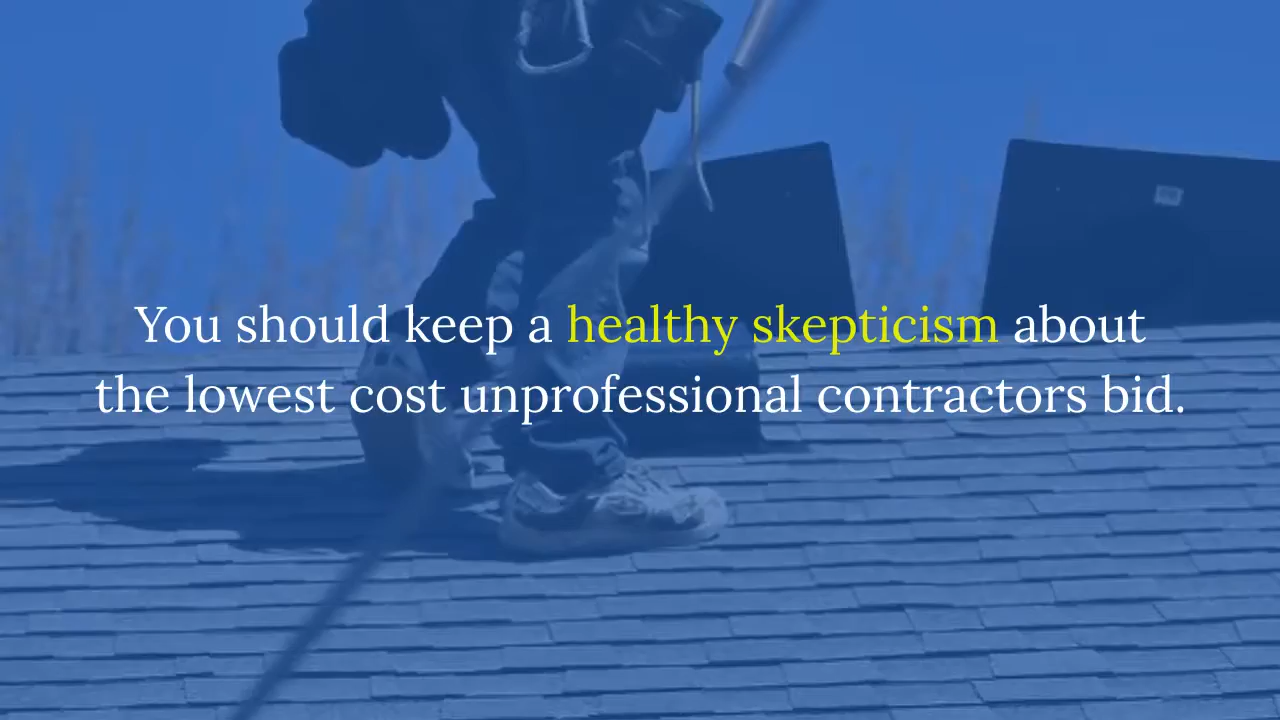 You should keep a healthy skepticism about
the lowest cost unprofessional contractors bid.